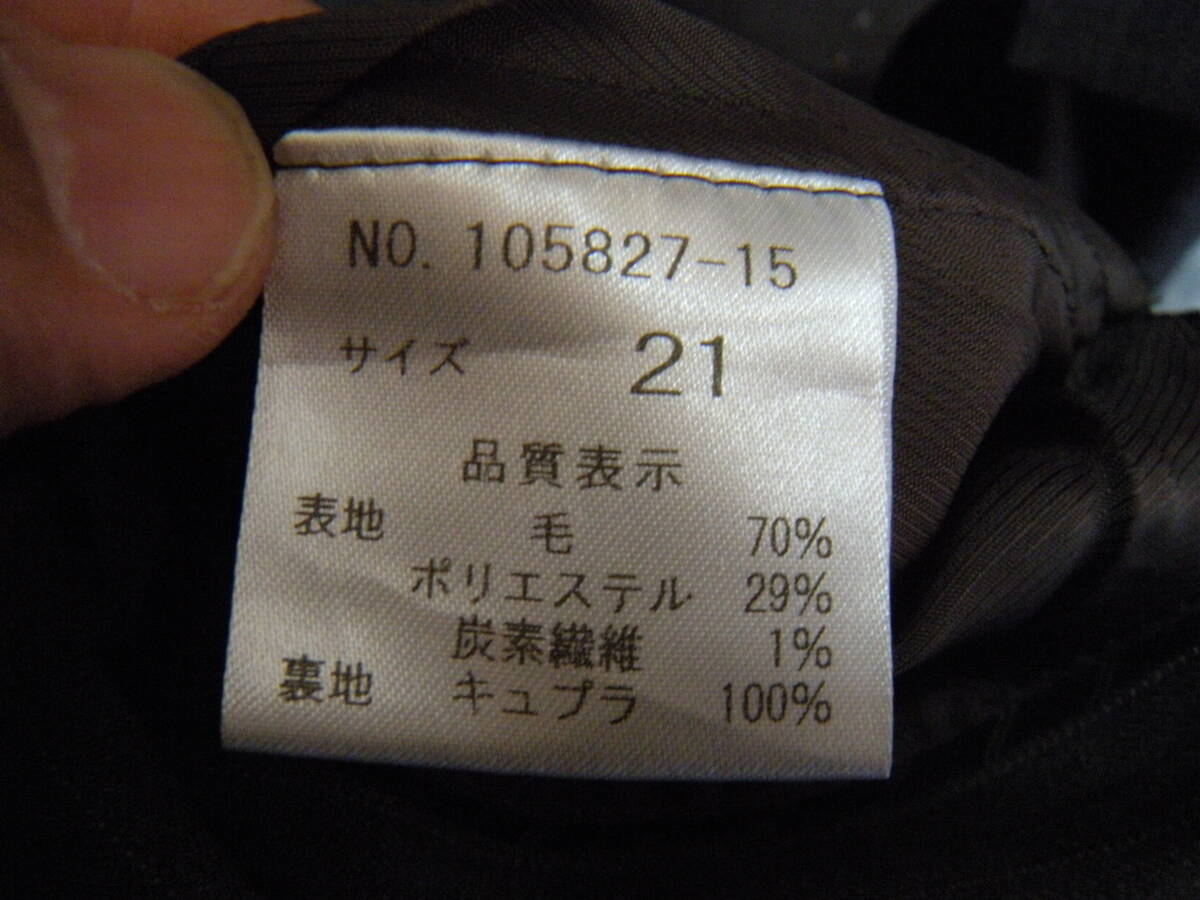 NO. 105827-15
サイズ 21
品質表示
表地 毛 70%
ポリエステル 29%
炭素繊維 1%
裏地 キュプラ 100%